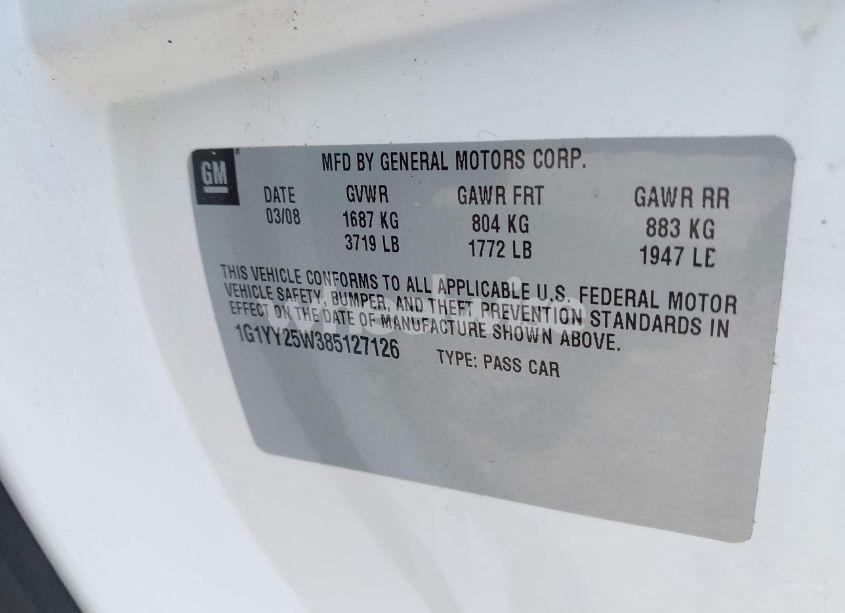 GM
MFD BY GENERAL MOTORS CORP.
DATE GVWR GAWR FRT GAWR RR
03/08 1687 KG 804 KG 883 KG
3719 LB 1772 LB 1947 LB
THIS VEHICLE CONFORMS TO ALL APPLICABLE U.S. FEDERAL MOTOR
VEHICLE SAFETY, BUMPER, AND THEFT PREVENTION STANDARDS IN
EFFECT ON THE DATE OF MANUFACTURE SHOWN ABOVE.
1G1YY25W385127126 TYPE: PASS CAR